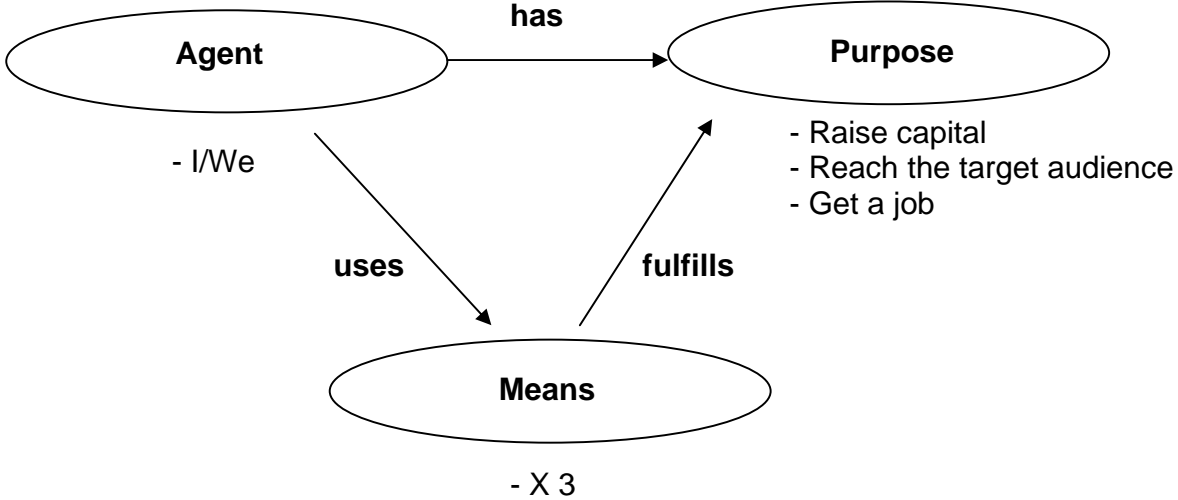 has
Agent
Purpose
- I/We
- Raise capital
- Reach the target audience
- Get a job
uses
fulfills
Means
- X 3